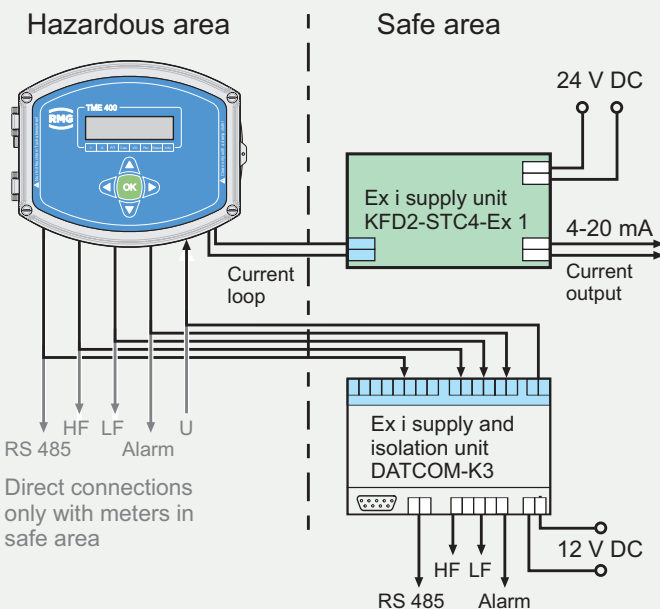 Hazardous area
Safe area
24 V DC
RMG
TME 400
OK
Ex i supply unit
KFD2-STC4-Ex 1
4-20 mA
Current
output
Current
loop
HF LF U
RS 485 Alarm
Direct connections
only with meters in
safe area
Ex i supply and
isolation unit
DATCOM-K3
12 V DC
HF LF
RS 485 Alarm